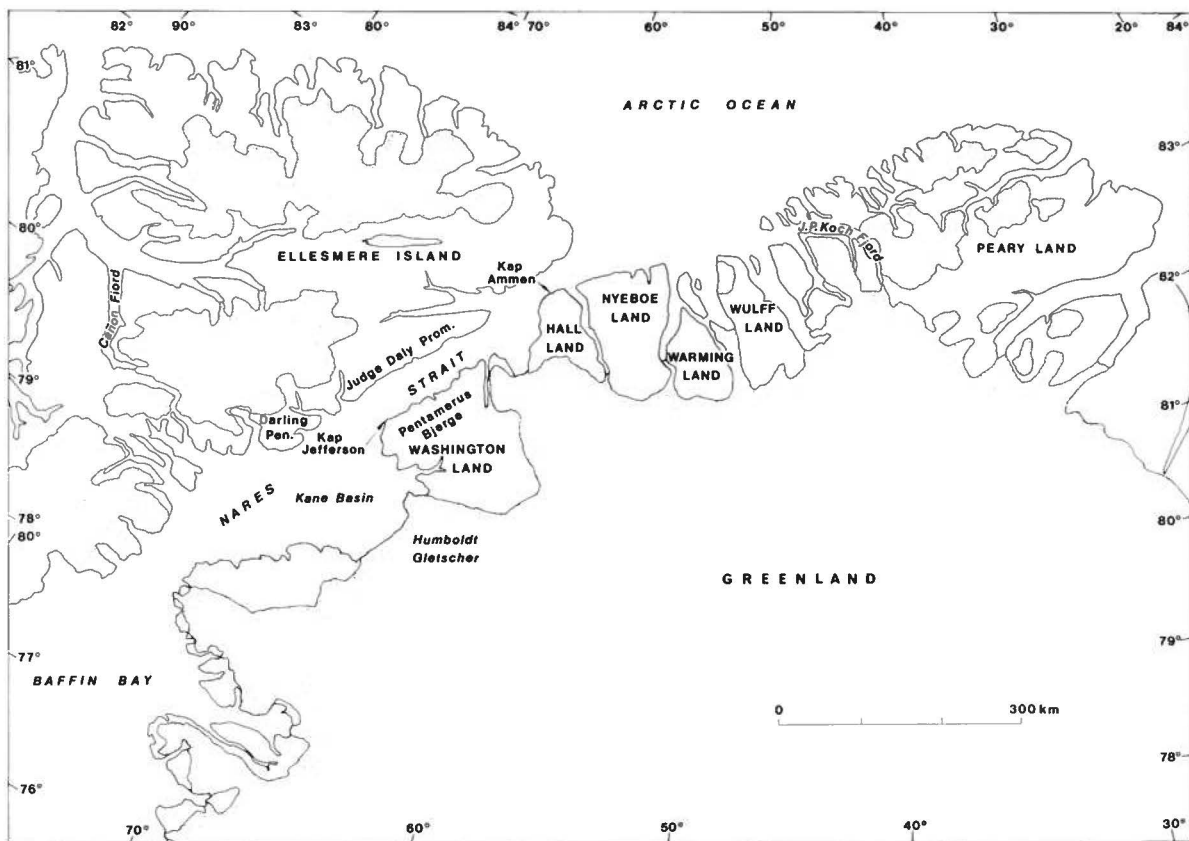 82° 90° 83° 80° 84° 70° 60° 50° 40° 30° 20° 84°
81°
ARCTIC OCEAN
83°
80°
J.P. Koch Fjord
PEARY LAND
ELLESMERE ISLAND
Kap
Ammen
82°
82°
Cañon Fiord
NYEBOE
LAND
WULFF
LAND
HALL
LAND
Judge Daly Prom.
WARMING
LAND
STRAIT
79°
81°
81°
Pentamerus
Bjerge
Darling
Pen.
Kap
Jefferson
WASHINGTON
LAND
NARES
Kane Basin
78°
80°
80°
Humboldt
Gletscher
GREENLAND
79°
77°
BAFFIN BAY
0 300 km
78°
76°
70° 60° 50° 40° 30°